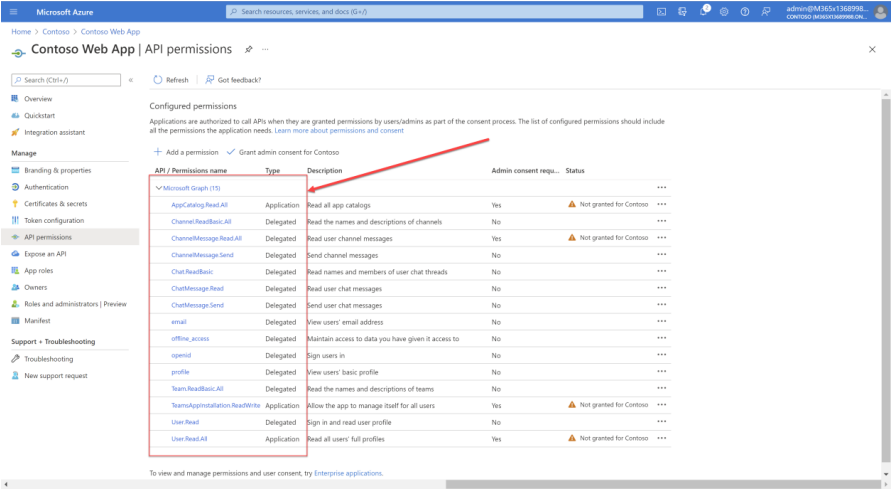 Microsoft Azure
Search resources, services, and docs (G+/)
2
admin@M365x1368998...
CONTOSO (M365X13689988.ON...
Home > Contoso > Contoso Web App
Contoso Web App | API permissions
Search (Ctrl+/)
Refresh
Got feedback?
Overview
Quickstart
Integration assistant
Manage
Branding & properties
Authentication
Certificates & secrets
Token configuration
API permissions
Expose an API
App roles
Owners
Roles and administrators | Preview
Manifest
Support + Troubleshooting
Troubleshooting
New support request
Configured permissions
Applications are authorized to call APIs when they are granted permissions by users/admins as part of the consent process. The list of configured permissions should include
all the permissions the application needs. Learn more about permissions and consent
Add a permission
Grant admin consent for Contoso
API / Permissions name Type Description Admin consent requ... Status
Microsoft Graph (15)
AppCatalog.Read.All Application Read all app catalogs Yes Not granted for Contoso
Channel.ReadBasic.All Delegated Read the names and descriptions of channels No
ChannelMessage.Read.All Delegated Read user channel messages Yes Not granted for Contoso
ChannelMessage.Send Delegated Send channel messages No
Chat.ReadBasic Delegated Read names and members of user chat threads No
ChatMessage.Read Delegated Read user chat messages No
ChatMessage.Send Delegated Send user chat messages No
email Delegated View users' email address No
offline_access Delegated Maintain access to data you have given it access to No
openid Delegated Sign users in No
profile Delegated View users' basic profile No
Team.ReadBasic.All Delegated Read the names and descriptions of teams No
TeamsAppInstallation.ReadWrite Application Allow the app to manage itself for all users Yes Not granted for Contoso
User.Read Delegated Sign in and read user profile No
User.Read.All Application Read all users' full profiles Yes Not granted for Contoso
To view and manage permissions and user consent, try Enterprise applications.